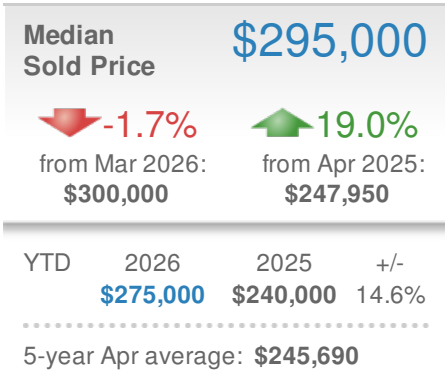 Median
Sold Price
$295,000
-1.7% 19.0%
from Mar 2026: from Apr 2025:
$300,000 $247,950
YTD 2026 2025 +/-
$275,000 $240,000 14.6%
5-year Apr average: $245,690